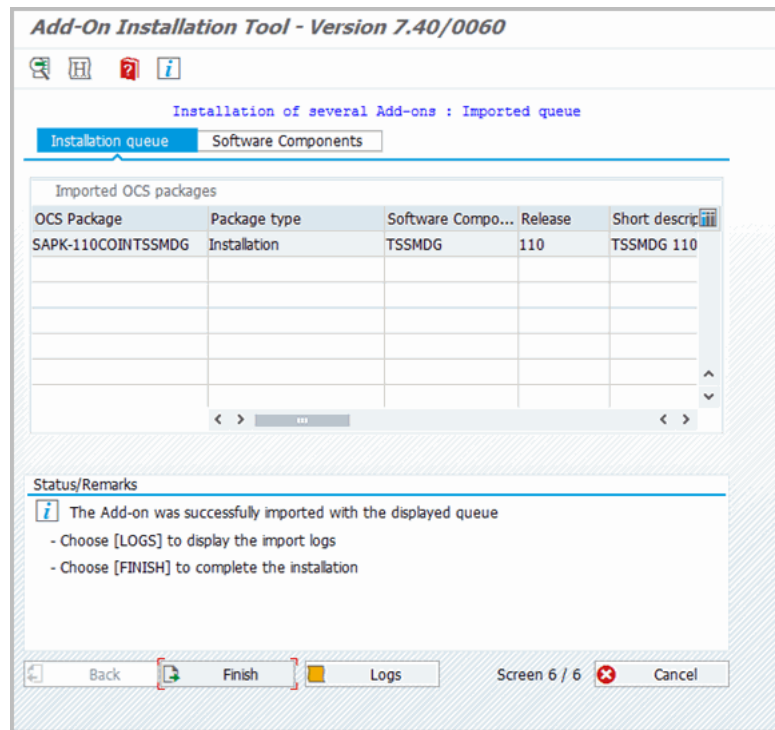 Add-On Installation Tool - Version 7.40/0060
Installation of several Add-ons : Imported queue
Installation queue Software Components
Imported OCS packages
OCS Package Package type Software Compo... Release Short descrip
SAPK-110COINTSSMDG Installation TSSMDG 110 TSSMDG 110
Status/Remarks
i The Add-on was successfully imported with the displayed queue
- Choose [LOGS] to display the import logs
- Choose [FINISH] to complete the installation
Back Finish Logs Screen 6 / 6 Cancel